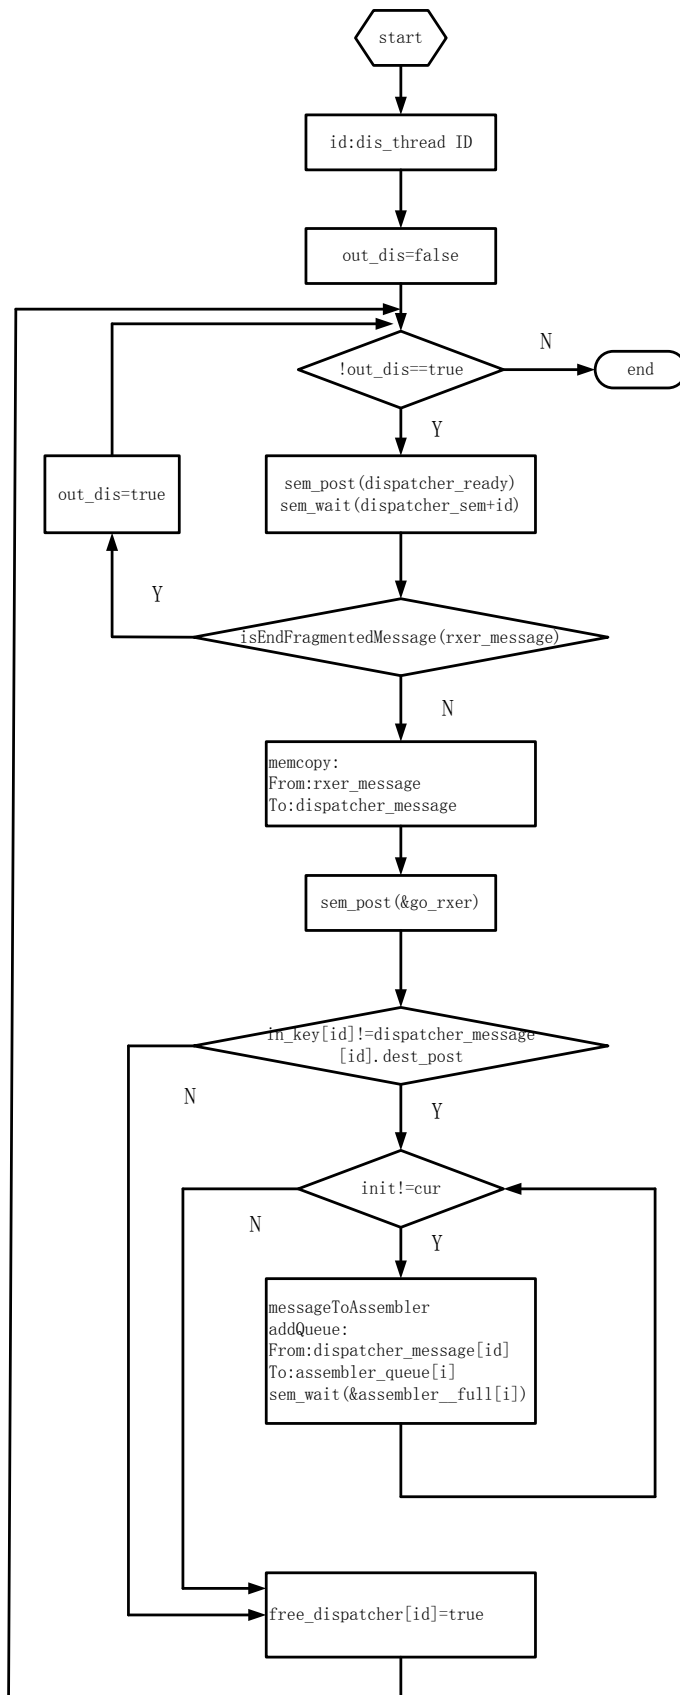 start
id:dis_thread ID
out_dis=false
!out_dis==true
N
end
Y
sem_post(dispatcher_ready)
sem_wait(dispatcher_sem+id)
out_dis=true
Y
isEndFragmentedMessage(rxer_message)
N
memcopy:
From:rxer_message
To:dispatcher_message
sem_post(&go_rxer)
in_key[id]!=dispatcher_message
[id].dest_post
N
Y
init!=cur
N
Y
messageToAssembler
addQueue:
From:dispatcher_message[id]
To:assembler_queue[i]
sem_wait(&assembler__full[i])
free_dispatcher[id]=true